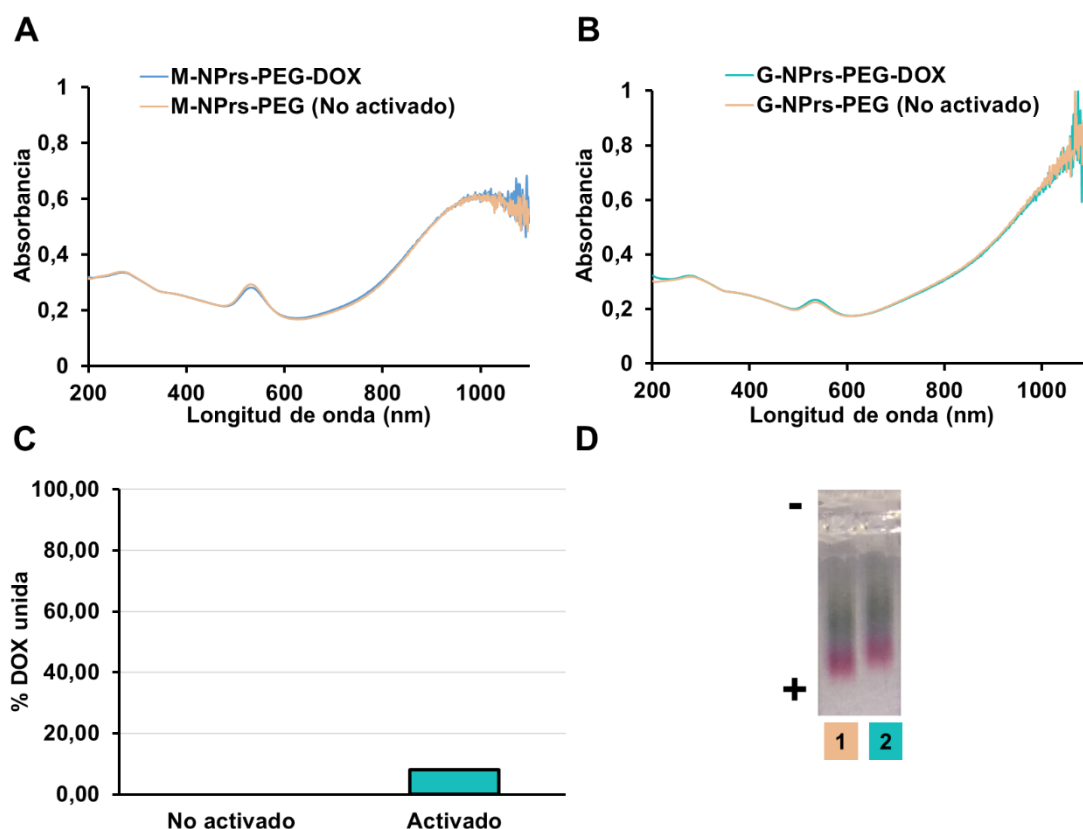 A
M-NPrs-PEG-DOX
M-NPrs-PEG (No activado)
Absorbancia
1
0,8
0,6
0,4
0,2
0
200
400
600
800
1000
Longitud de onda (nm)
B
G-NPrs-PEG-DOX
G-NPrs-PEG (No activado)
Absorbancia
1
0,8
0,6
0,4
0,2
0
200
400
600
800
1000
Longitud de onda (nm)
C
% DOX unida
100,00
80,00
60,00
40,00
20,00
0,00
No activado
Activado
D
-
+
1
2